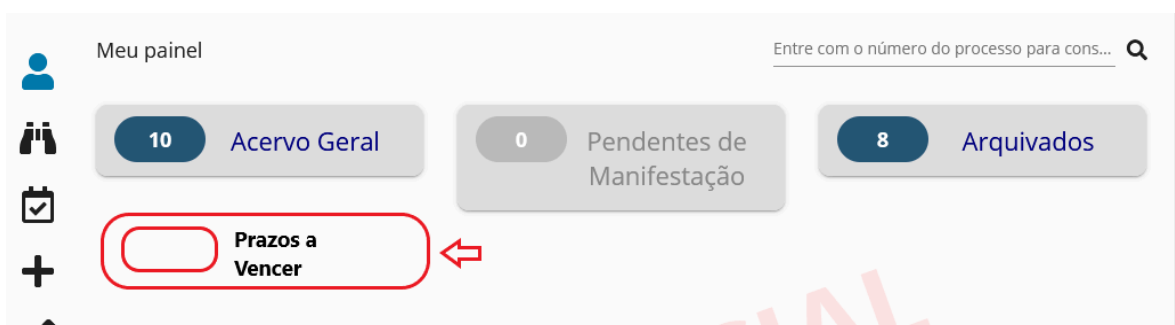 Meu painel
Entre com o número do processo para cons...
10 Acervo Geral
0 Pendentes de
Manifestação
8 Arquivados
Prazos a
Vencer